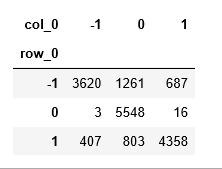 col_0 -1 0 1
row_0
-1 3620 1261 687
0 3 5548 16
1 407 803 4358